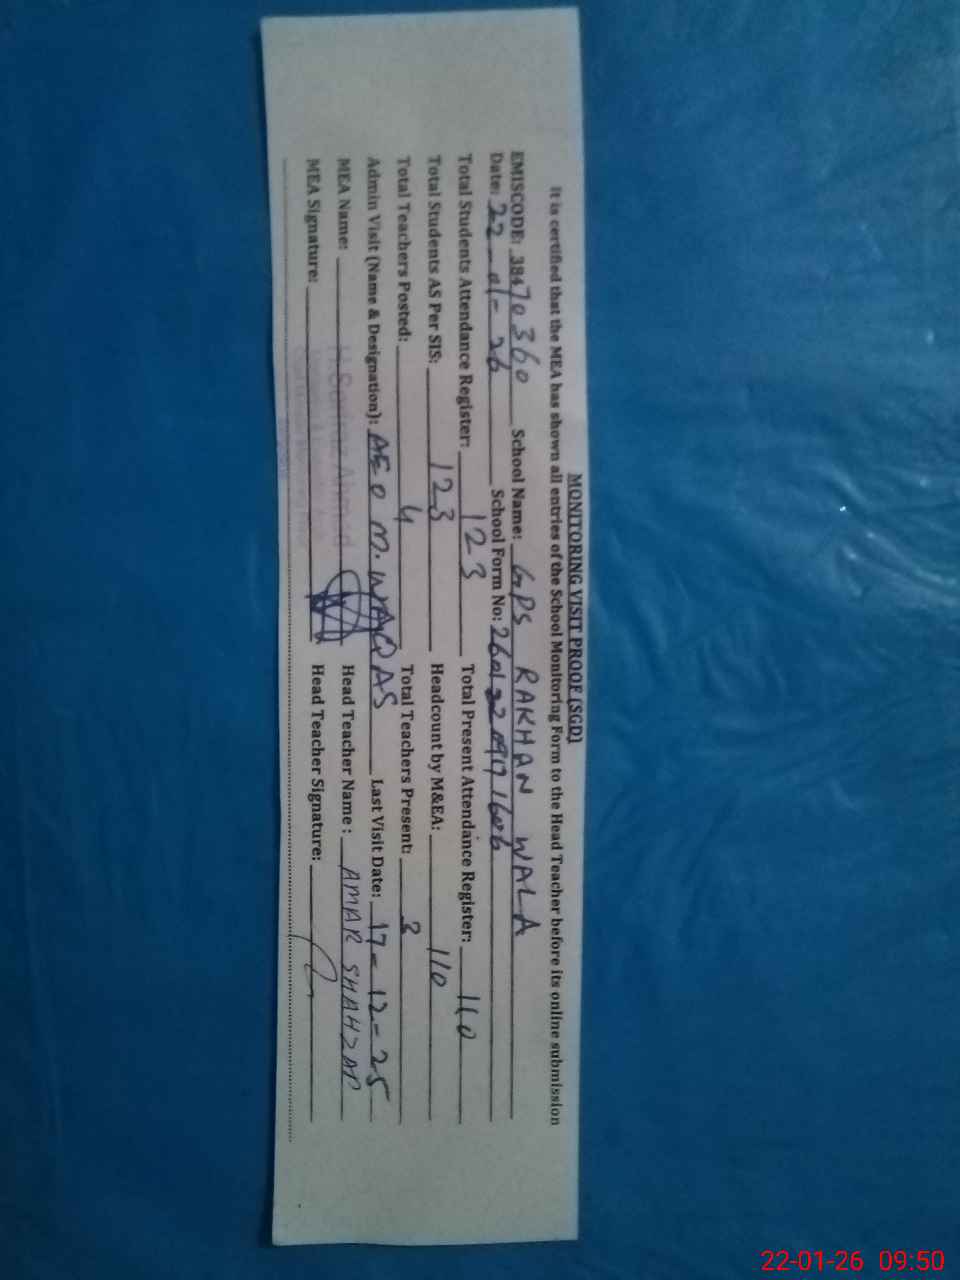 MONITORING VISIT PROOF (SGD)
It is certified that the MEA has shown all entries of the School Monitoring Form to the Head Teacher before its online submission
EMISCODE: 38470360 School Name: GPS RAKHAN WALA
Date: 22-01-26 School Form No:
Total Students Attendance Register: 123 Total Present Attendance Register: 110
Total Students AS Per SIS: 123 Headcount by M&EA: 110
Total Teachers Posted: 4 Total Teachers Present: 3
Admin Visit (Name & Designation): AEO M. WAQAS Last Visit Date: 17-12-25
MEA Name: Ahmed Head Teacher Name: AMAR SHAHZAD
MEA Signature: Head Teacher Signature:
22-01-26 09:50